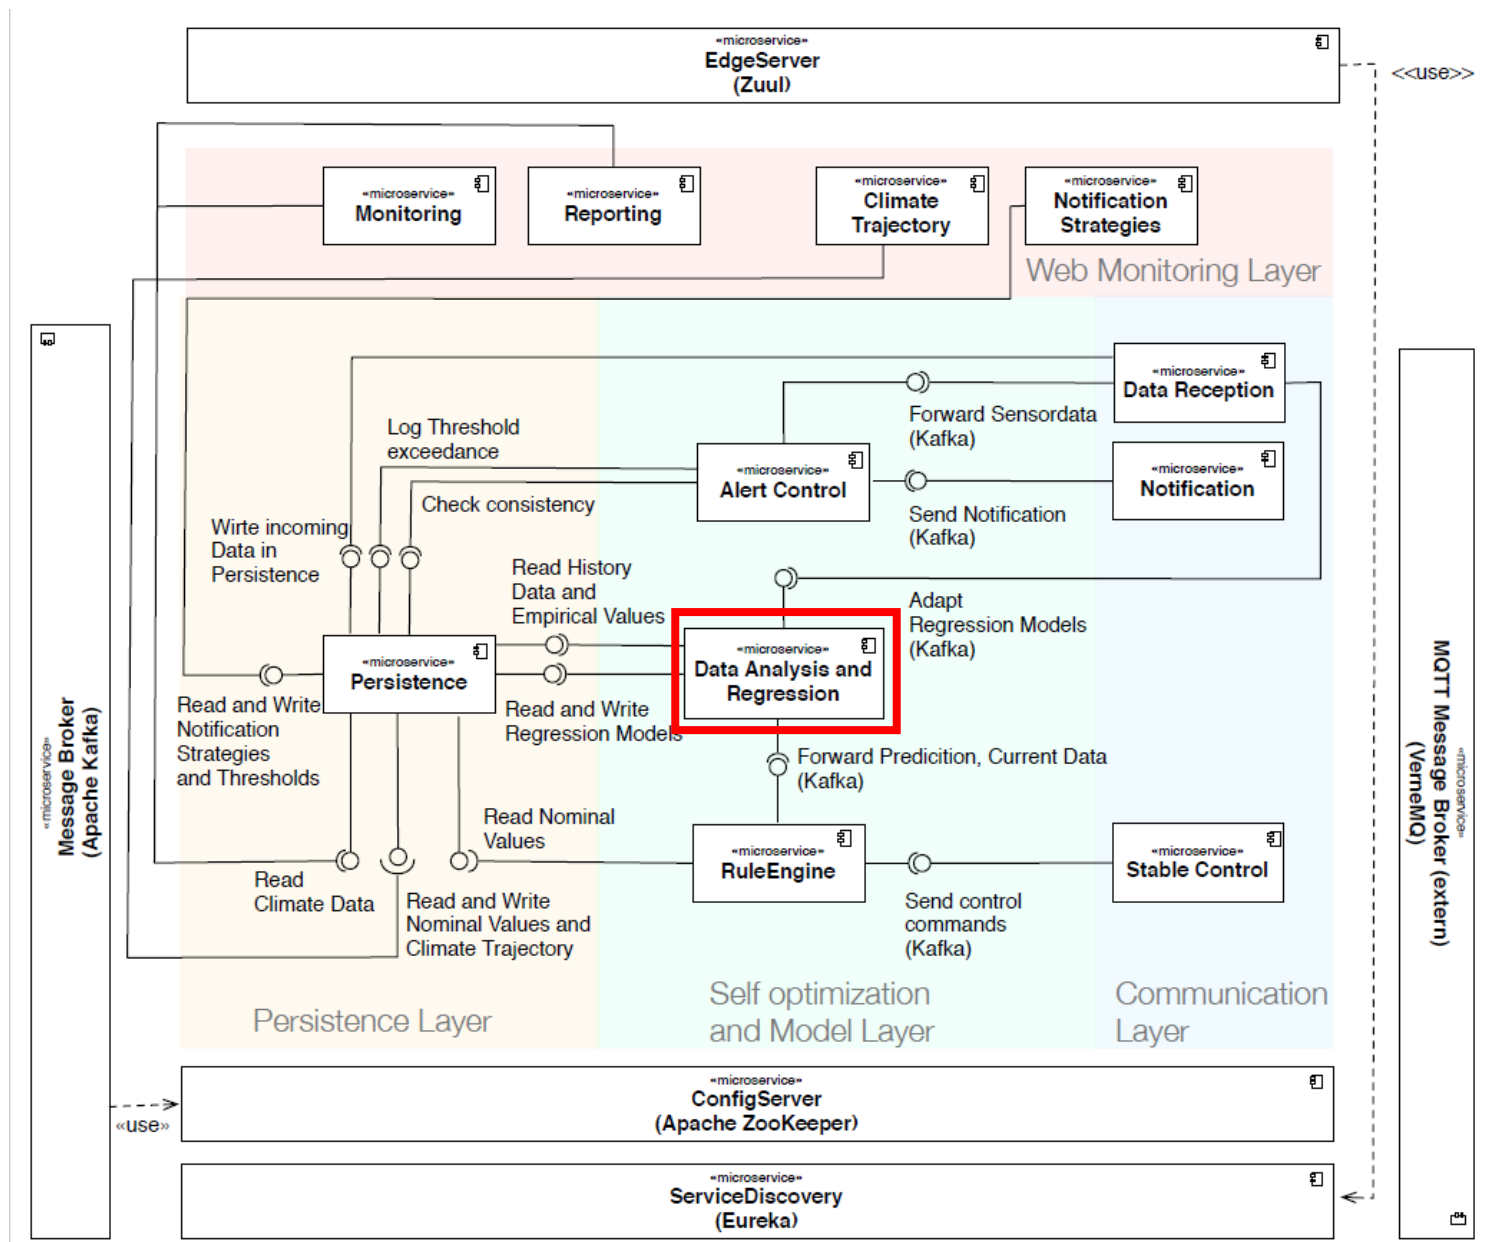 «microservice»
EdgeServer
(Zuul)
<<use>>
«microservice»
Monitoring
«microservice»
Reporting
«microservice»
Climate
Trajectory
«microservice»
Notification
Strategies
Web Monitoring Layer
«microservice»
Data Reception
Forward Sensordata
(Kafka)
Log Threshold
exceedance
«microservice»
Alert Control
«microservice»
Notification
Check consistency
Send Notification
(Kafka)
Wirte incoming
Data in
Persistence
Read History
Data and
Empirical Values
Adapt
Regression Models
(Kafka)
«microservice»
Persistence
«microservice»
Data Analysis and
Regression
Read and Write
Notification
Strategies
and Thresholds
Read and Write
Regression Models
Forward Predicition, Current Data
(Kafka)
Read Nominal
Values
«microservice»
RuleEngine
«microservice»
Stable Control
Read
Climate Data
Read and Write
Nominal Values and
Climate Trajectory
Send control
commands
(Kafka)
Persistence Layer
Self optimization
and Model Layer
Communication
Layer
«microservice»
Message Broker
(Apache Kafka)
«microservice»
MQTT Message Broker (extern)
(VerneMQ)
«use»
«microservice»
ConfigServer
(Apache ZooKeeper)
«microservice»
ServiceDiscovery
(Eureka)